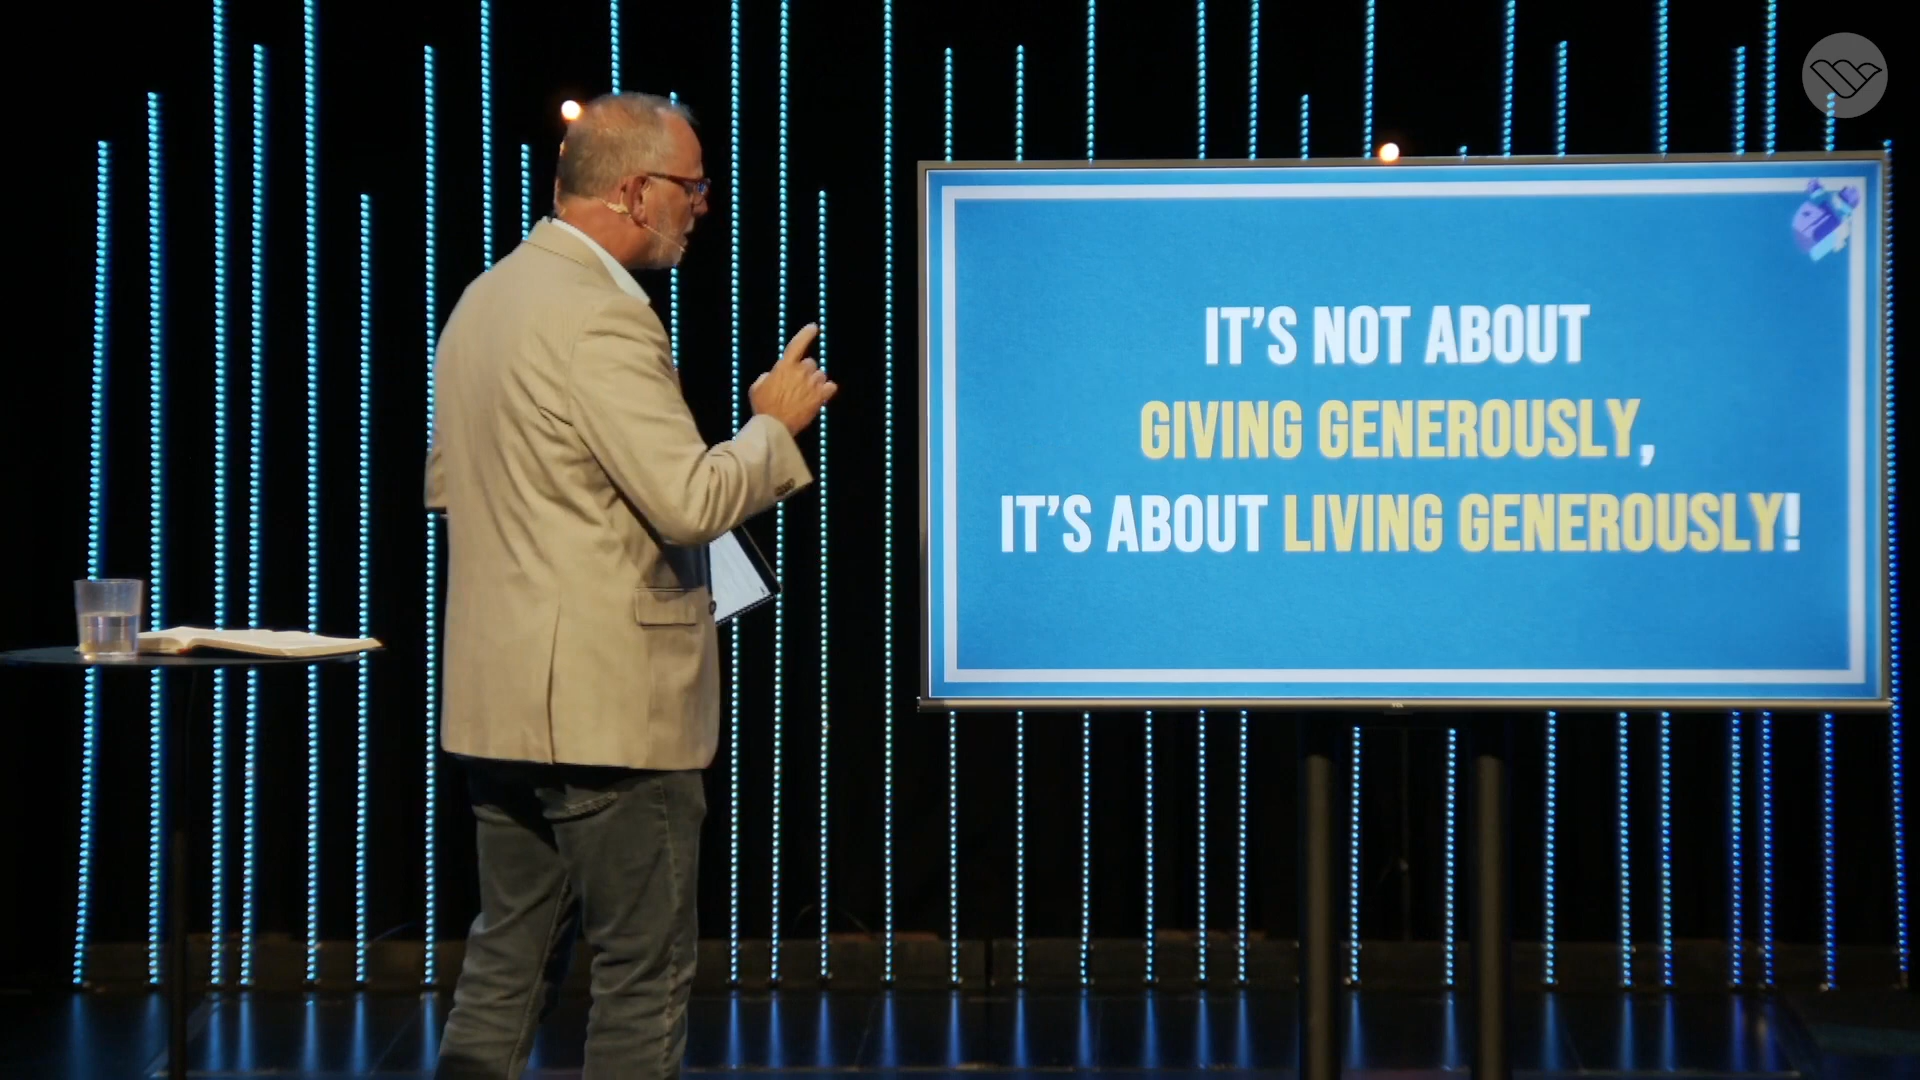 IT'S NOT ABOUT
GIVING GENEROUSLY,
IT'S ABOUT LIVING GENEROUSLY!